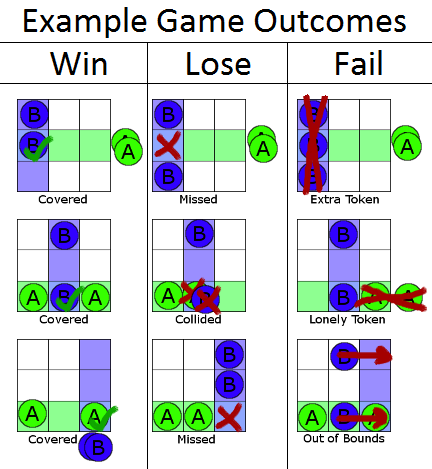 Example Game Outcomes
Win Lose Fail
B B B
B A B
A A
A B B
Covered Missed Extra Token
B B B
A B A A B B A A
Covered Collided Lonely Token
B B
B
A A A A A B A
B
Covered Missed Out of Bounds